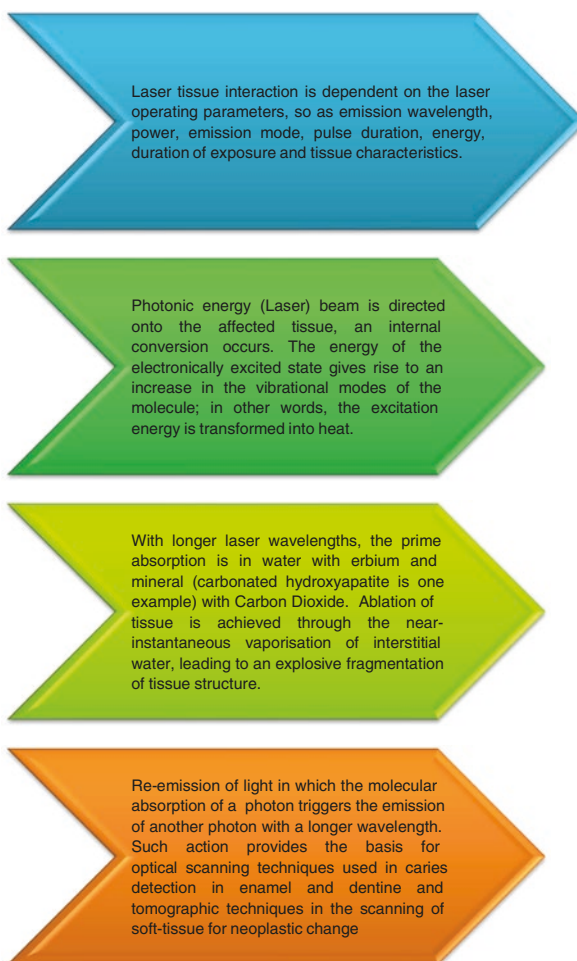 Laser tissue interaction is dependent on the laser
operating parameters, so as emission wavelength,
power, emission mode, pulse duration, energy,
duration of exposure and tissue characteristics.
Photonic energy (Laser) beam is directed
onto the affected tissue, an internal
conversion occurs. The energy of the
electronically excited state gives rise to an
increase in the vibrational modes of the
molecule; in other words, the excitation
energy is transformed into heat.
With longer laser wavelengths, the prime
absorption is in water with erbium and
mineral (carbonated hydroxyapatite is one
example) with Carbon Dioxide. Ablation of
tissue is achieved through the near-
instantaneous vaporisation of interstitial
water, leading to an explosive fragmentation
of tissue structure.
Re-emission of light in which the molecular
absorption of a photon triggers the emission
of another photon with a longer wavelength.
Such action provides the basis for
optical scanning techniques used in caries
detection in enamel and dentine and
tomographic techniques in the scanning of
soft-tissue for neoplastic change